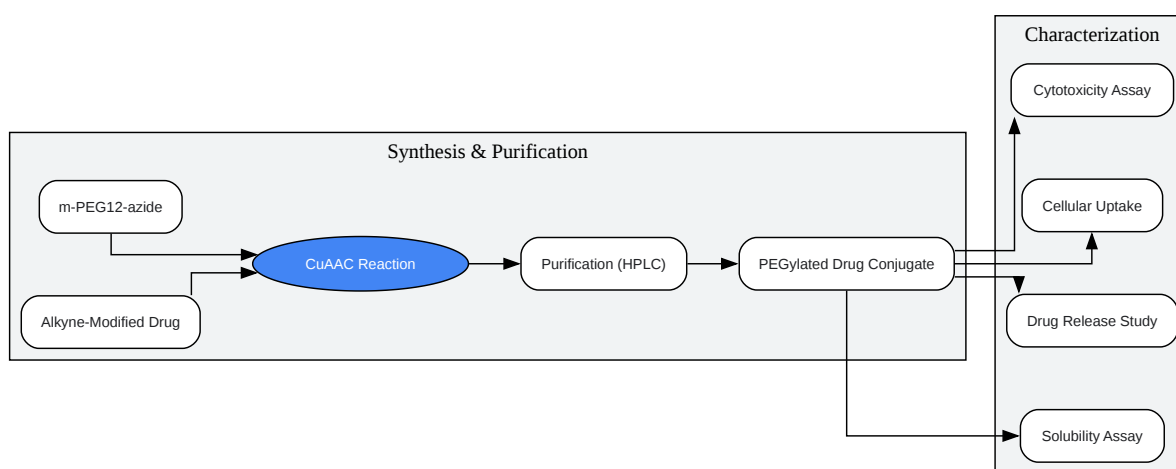 Characterization
Cytotoxicity Assay
Synthesis & Purification
m-PEG12-azide
Cellular Uptake
CuAAC Reaction
Purification (HPLC)
PEGylated Drug Conjugate
Alkyne-Modified Drug
Drug Release Study
Solubility Assay